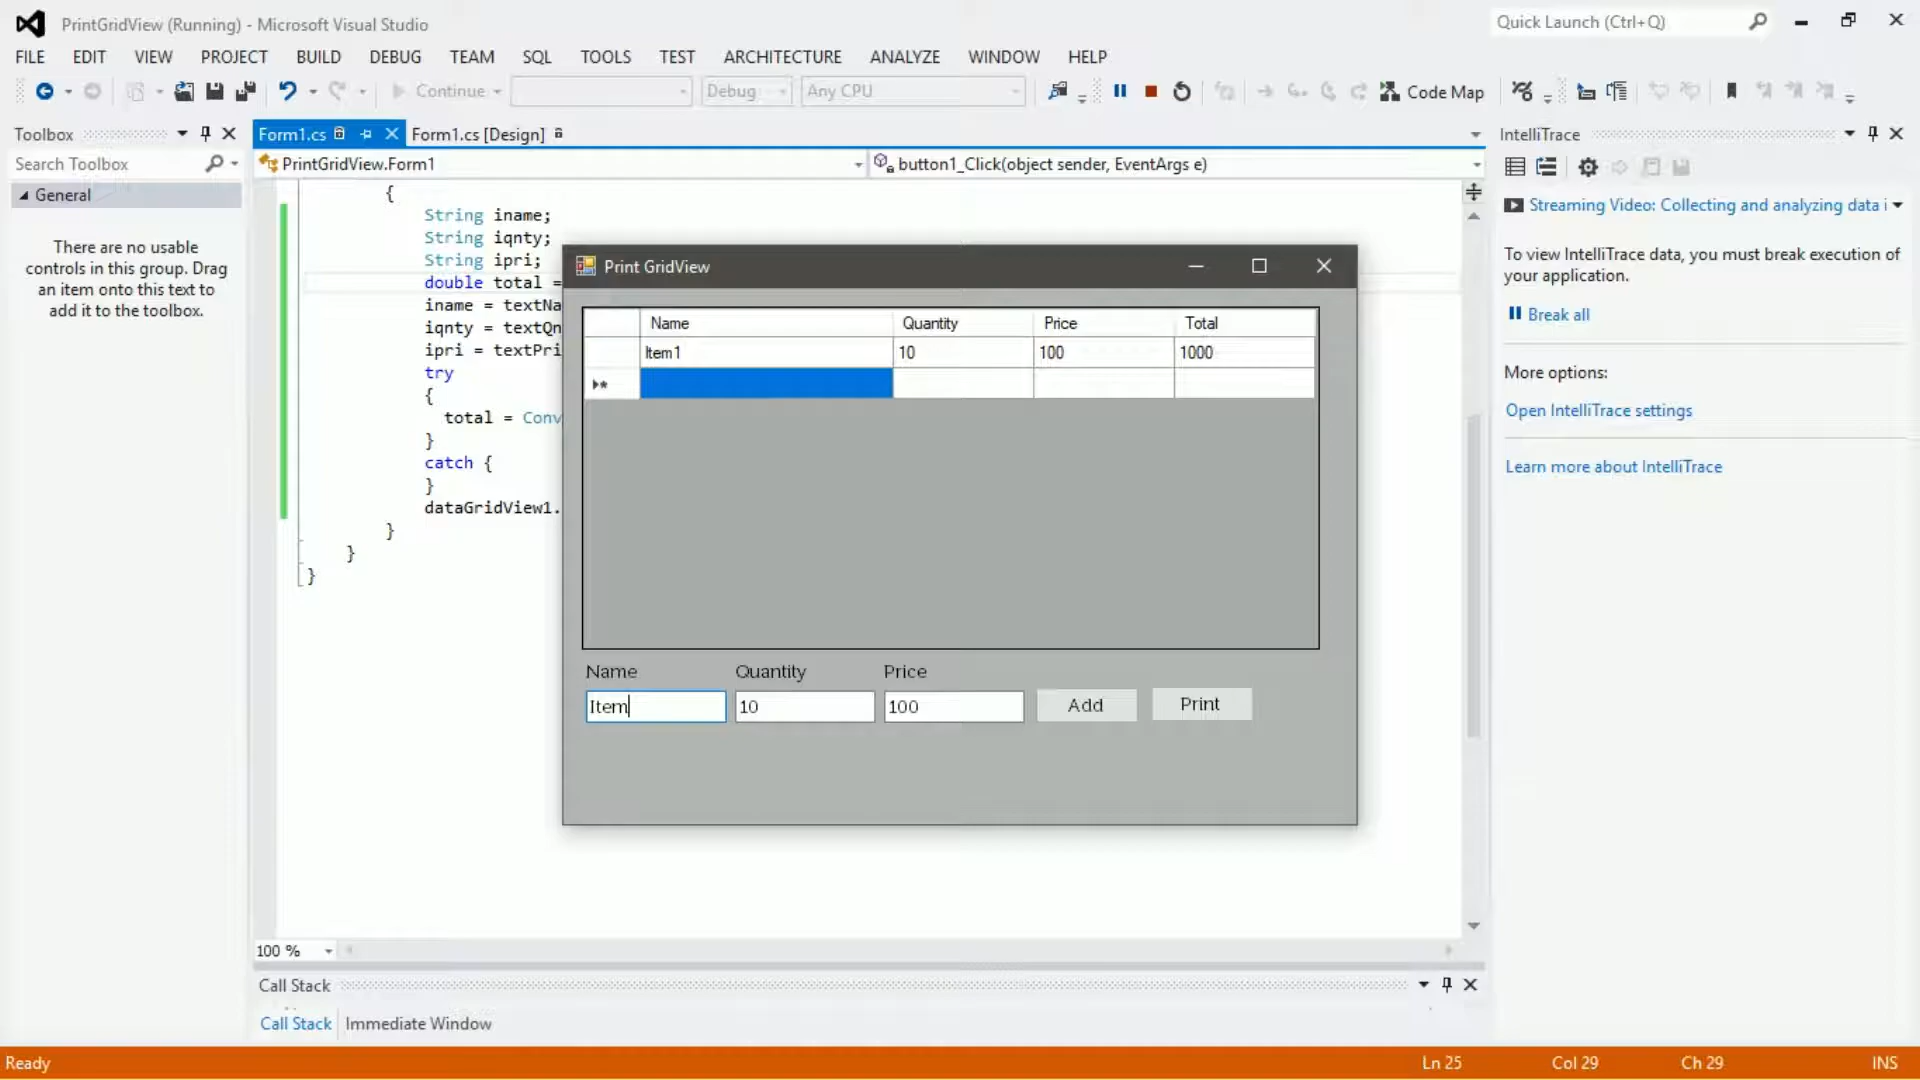 PrintGridView (Running) - Microsoft Visual Studio
Quick Launch (Ctrl+Q)
FILE EDIT VIEW PROJECT BUILD DEBUG TEAM SQL TOOLS TEST ARCHITECTURE ANALYZE WINDOW HELP
Continue Debug Any CPU Code Map
Toolbox
Search Toolbox
General
There are no usable
controls in this group. Drag
an item onto this text to
add it to the toolbox.
Form1.cs Form1.cs [Design]
PrintGridView.Form1 button1_Click(object sender, EventArgs e)
{
String iname;
String iqnty;
String ipri;
double total =
iname = textNa
iqnty = textQn
ipri = textPri
try
{
total = Conv
}
catch {
}
dataGridView1.
}
}
}
Print GridView
Name Quantity Price Total
Item1 10 100 1000
Name Quantity Price
Item 10 100 Add Print
IntelliTrace
Streaming Video: Collecting and analyzing data i
To view IntelliTrace data, you must break execution of
your application.
Break all
More options:
Open IntelliTrace settings
Learn more about IntelliTrace
100 %
Call Stack
Call Stack Immediate Window
Ready Ln 25 Col 29 Ch 29 INS